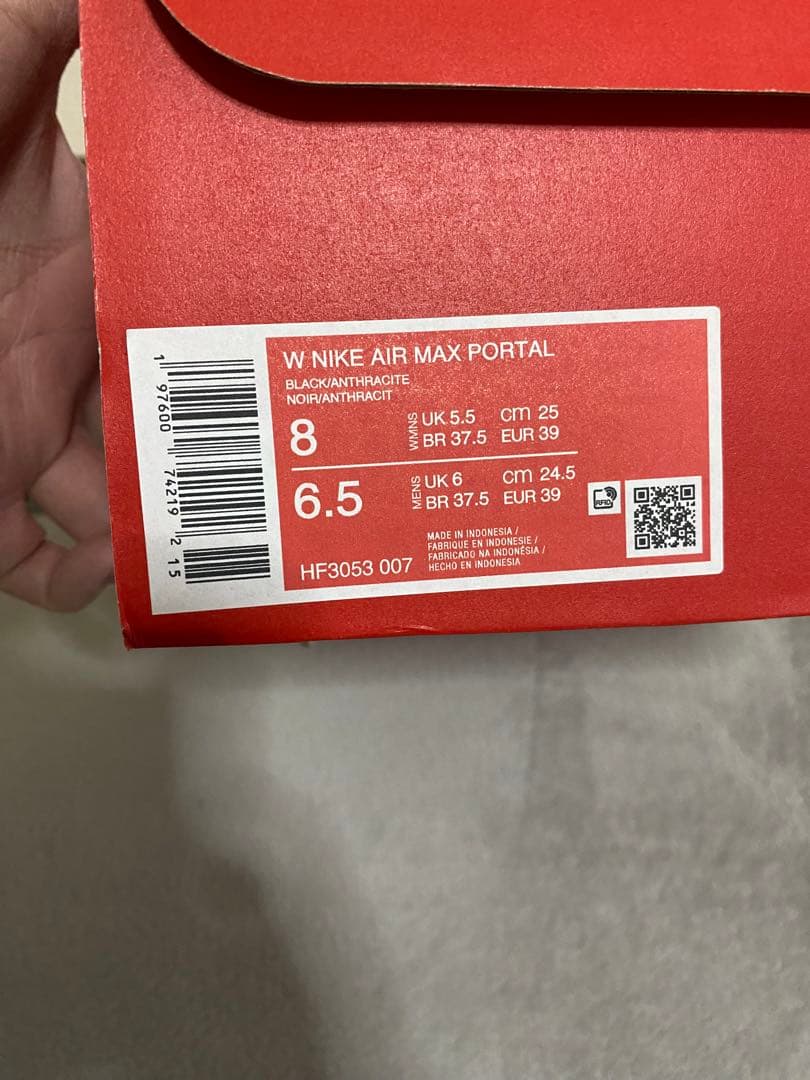 W NIKE AIR MAX PORTAL
BLACK/ANTHRACITE
NOIR/ANTHRACIT
8 WMNS UK 5.5 cm 25
BR 37.5 EUR 39
6.5 MENS UK 6 cm 24.5
BR 37.5 EUR 39
HF3053 007
MADE IN INDONESIA /
FABRIQUE EN INDONESIE /
FABRICADO NA INDONÉSIA /
HECHO EN INDONESIA
RFID
1 97600 74219 2 15